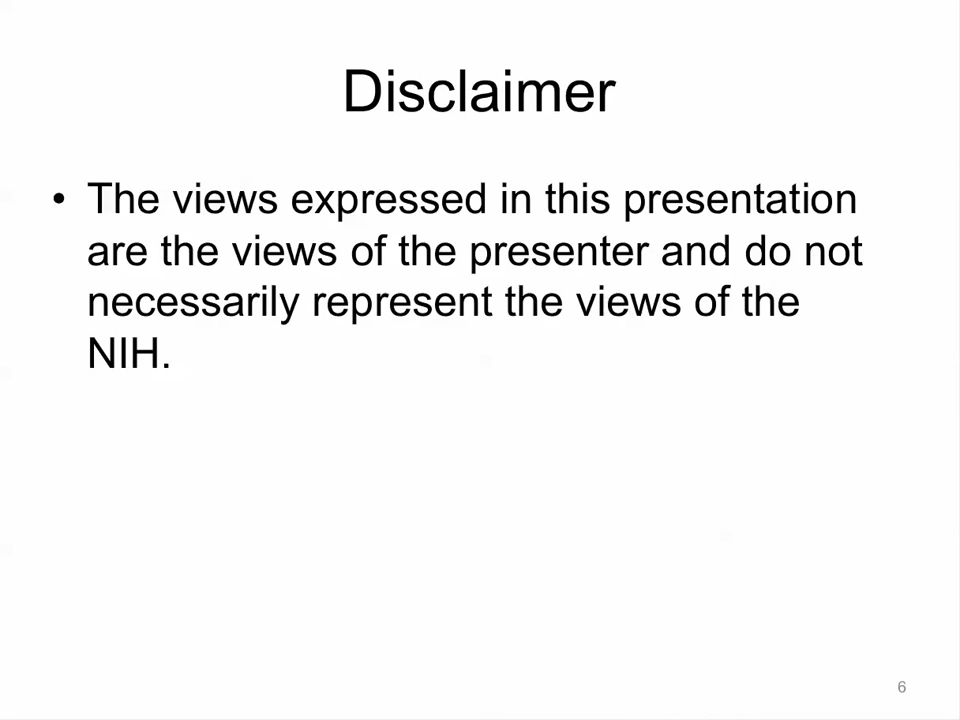 Disclaimer
• The views expressed in this presentation
are the views of the presenter and do not
necessarily represent the views of the
NIH.
6